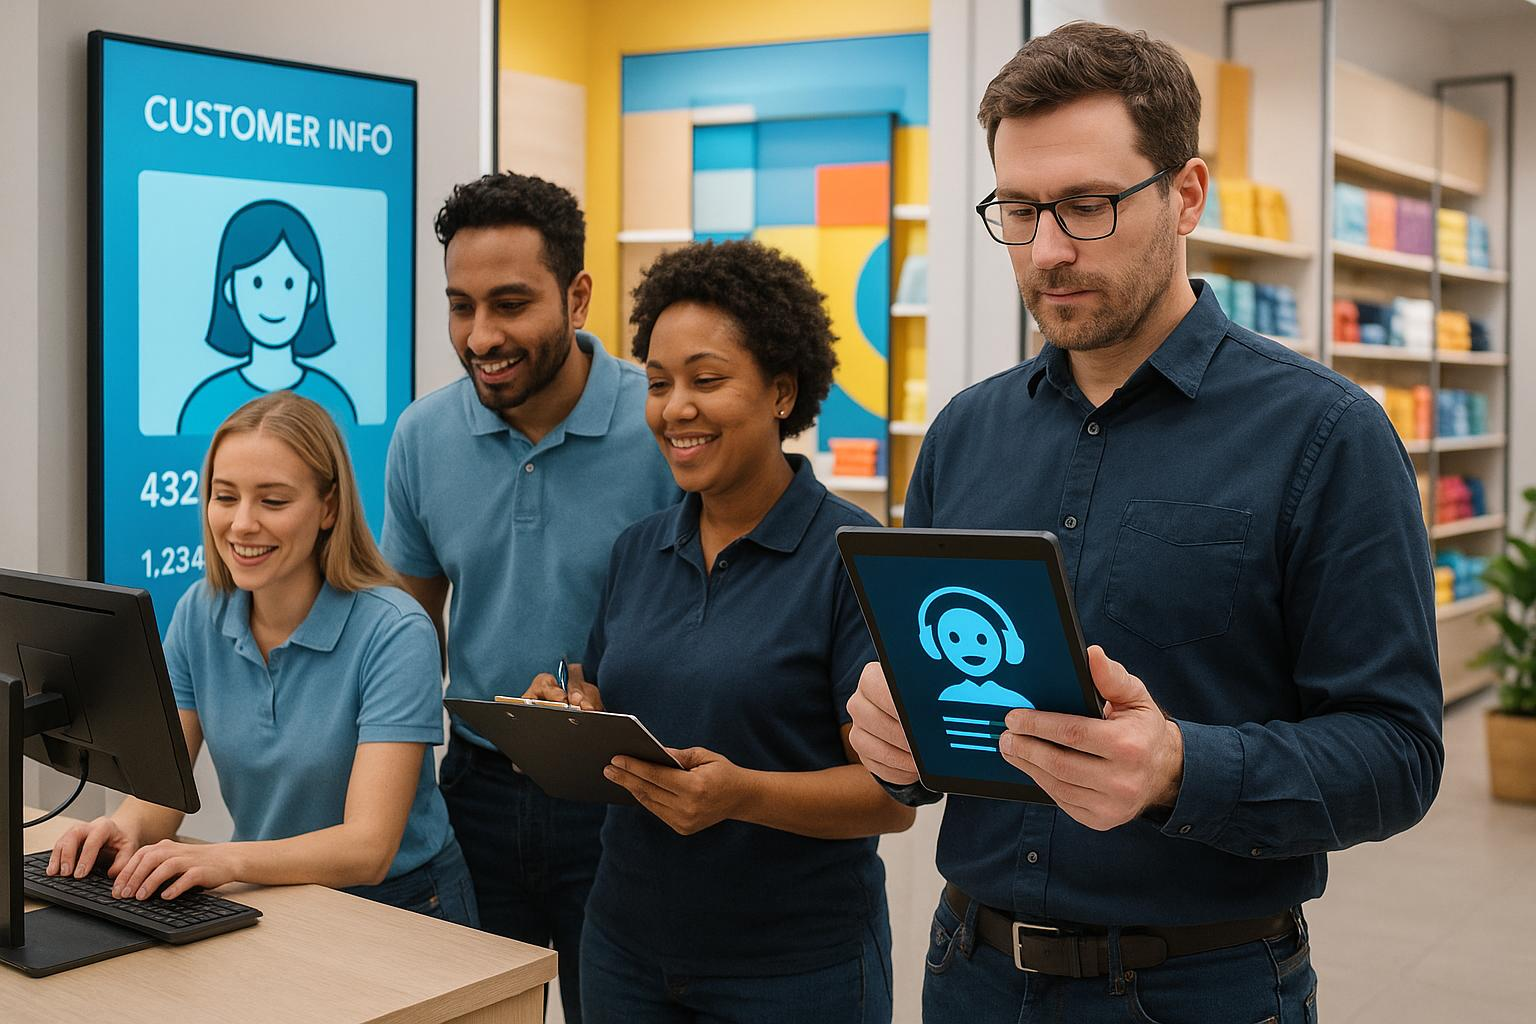 CUSTOMER INFO
432
1,234